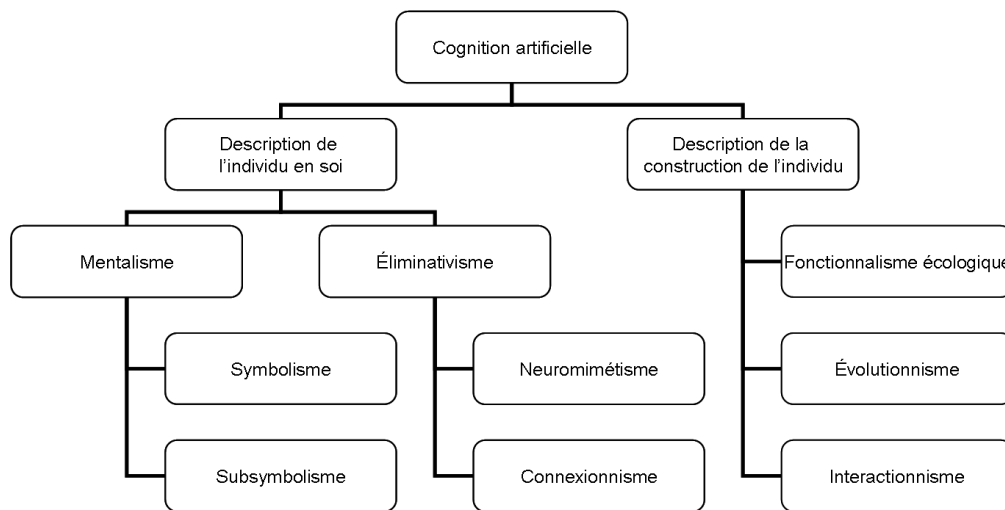 Cognition artificielle
Description de
l’individu en soi
Description de la
construction de l’individu
Mentalisme
Éliminativisme
Fonctionnalisme écologique
Symbolisme
Neuromimétisme
Évolutionnisme
Subsymbolisme
Connexionnisme
Interactionnisme